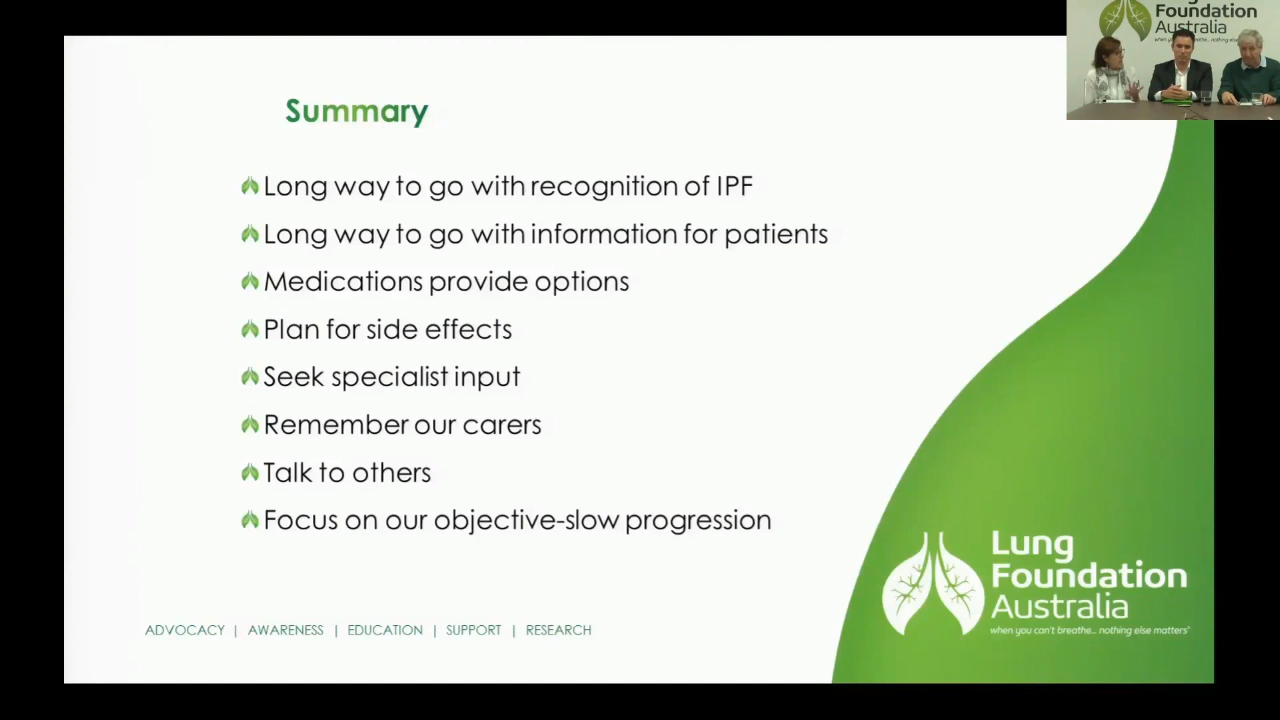 Lung
Foundation
Australia
Summary
Long way to go with recognition of IPF
Long way to go with information for patients
Medications provide options
Plan for side effects
Seek specialist input
Remember our carers
Talk to others
Focus on our objective-slow progression
Lung
Foundation
Australia
when you can't breathe... nothing else matters
ADVOCACY | AWARENESS | EDUCATION | SUPPORT | RESEARCH